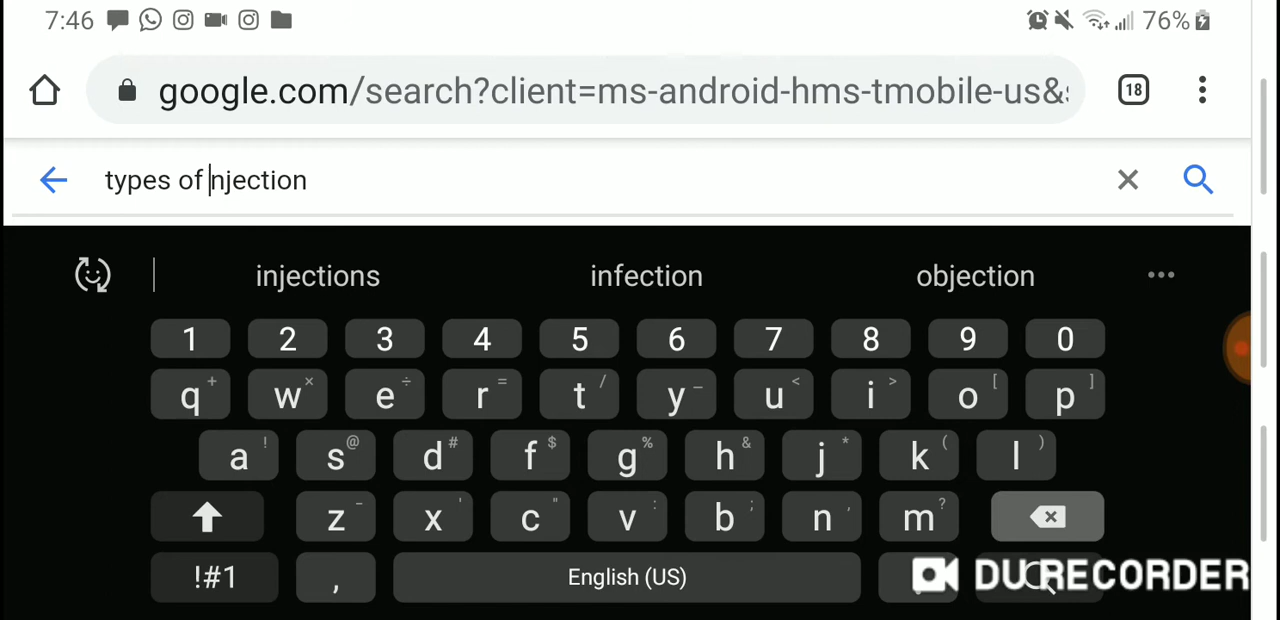 7:46 76%
google.com/search?client=ms-android-hms-tmobile-us&
18
types of njection
injections infection objection
1 2 3 4 5 6 7 8 9 0
q + w × e ÷ r = t / y _ u < i > o [ p ]
a ! s @ d # f $ g % h & j * k ( l )
z - x ' c " v : b ; n , m ?
!#1 , English (US)
DU RECORDER